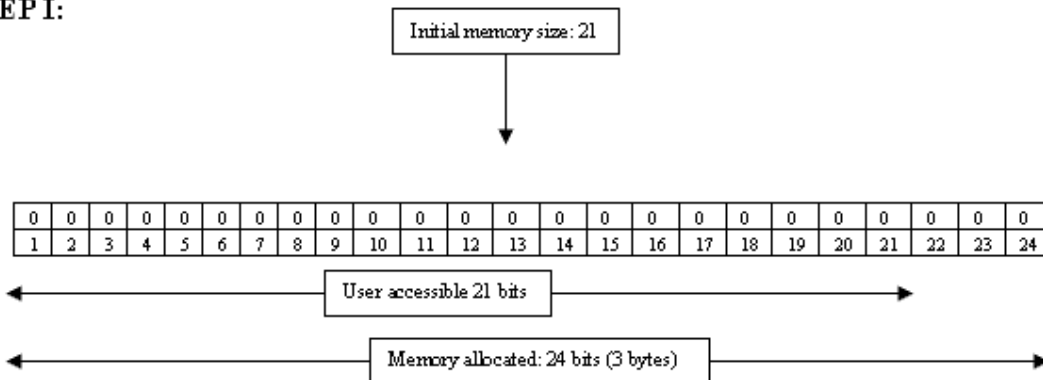 EP I:
Initial memory size: 21
0 0 0 0 0 0 0 0 0 0 0 0 0 0 0 0 0 0 0 0 0 0 0 0
1 2 3 4 5 6 7 8 9 10 11 12 13 14 15 16 17 18 19 20 21 22 23 24
User accessible 21 bits
Memory allocated: 24 bits (3 bytes)